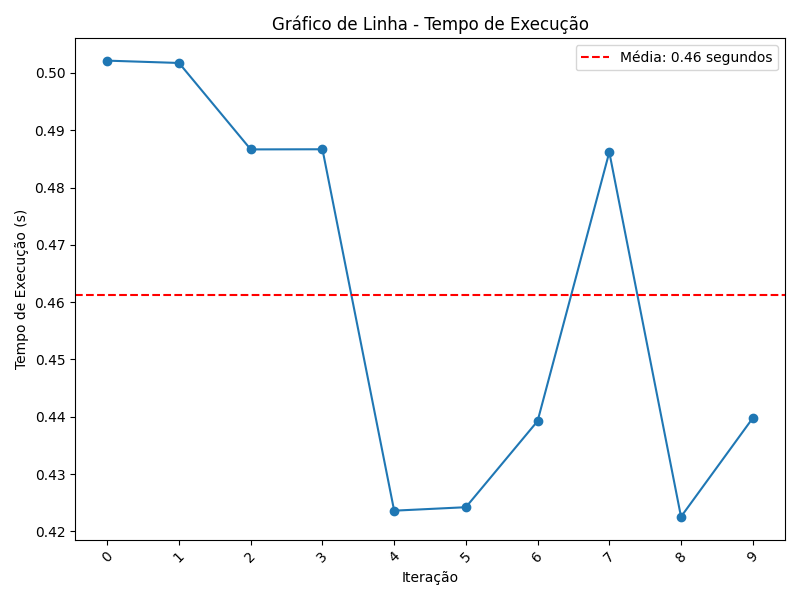 Gráfico de Linha - Tempo de Execução
Média: 0.46 segundos
Tempo de Execução (s)
0.50
0.49
0.48
0.47
0.46
0.45
0.44
0.43
0.42
0 1 2 3 4 5 6 7 8 9
Iteração